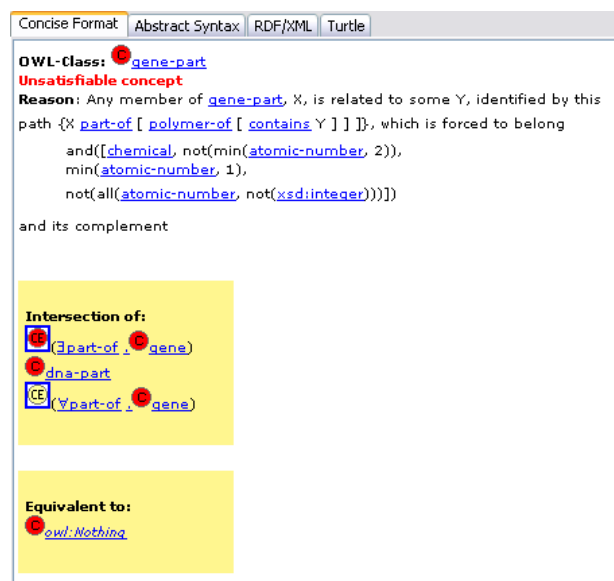 Concise Format Abstract Syntax RDF/XML Turtle
OWL-Class: C gene-part
Unsatisfiable concept
Reason: Any member of gene-part, X, is related to some Y, identified by this
path {X part-of [ polymer-of [ contains Y ] ] ]}, which is forced to belong
and([chemical, not(min(atomic-number, 2)),
min(atomic-number, 1),
not(all(atomic-number, not(xsd:integer)))])
and its complement
Intersection of:
CE (∃part-of . C gene)
C dna-part
CE (∀part-of . C gene)
Equivalent to:
C owl:Nothing